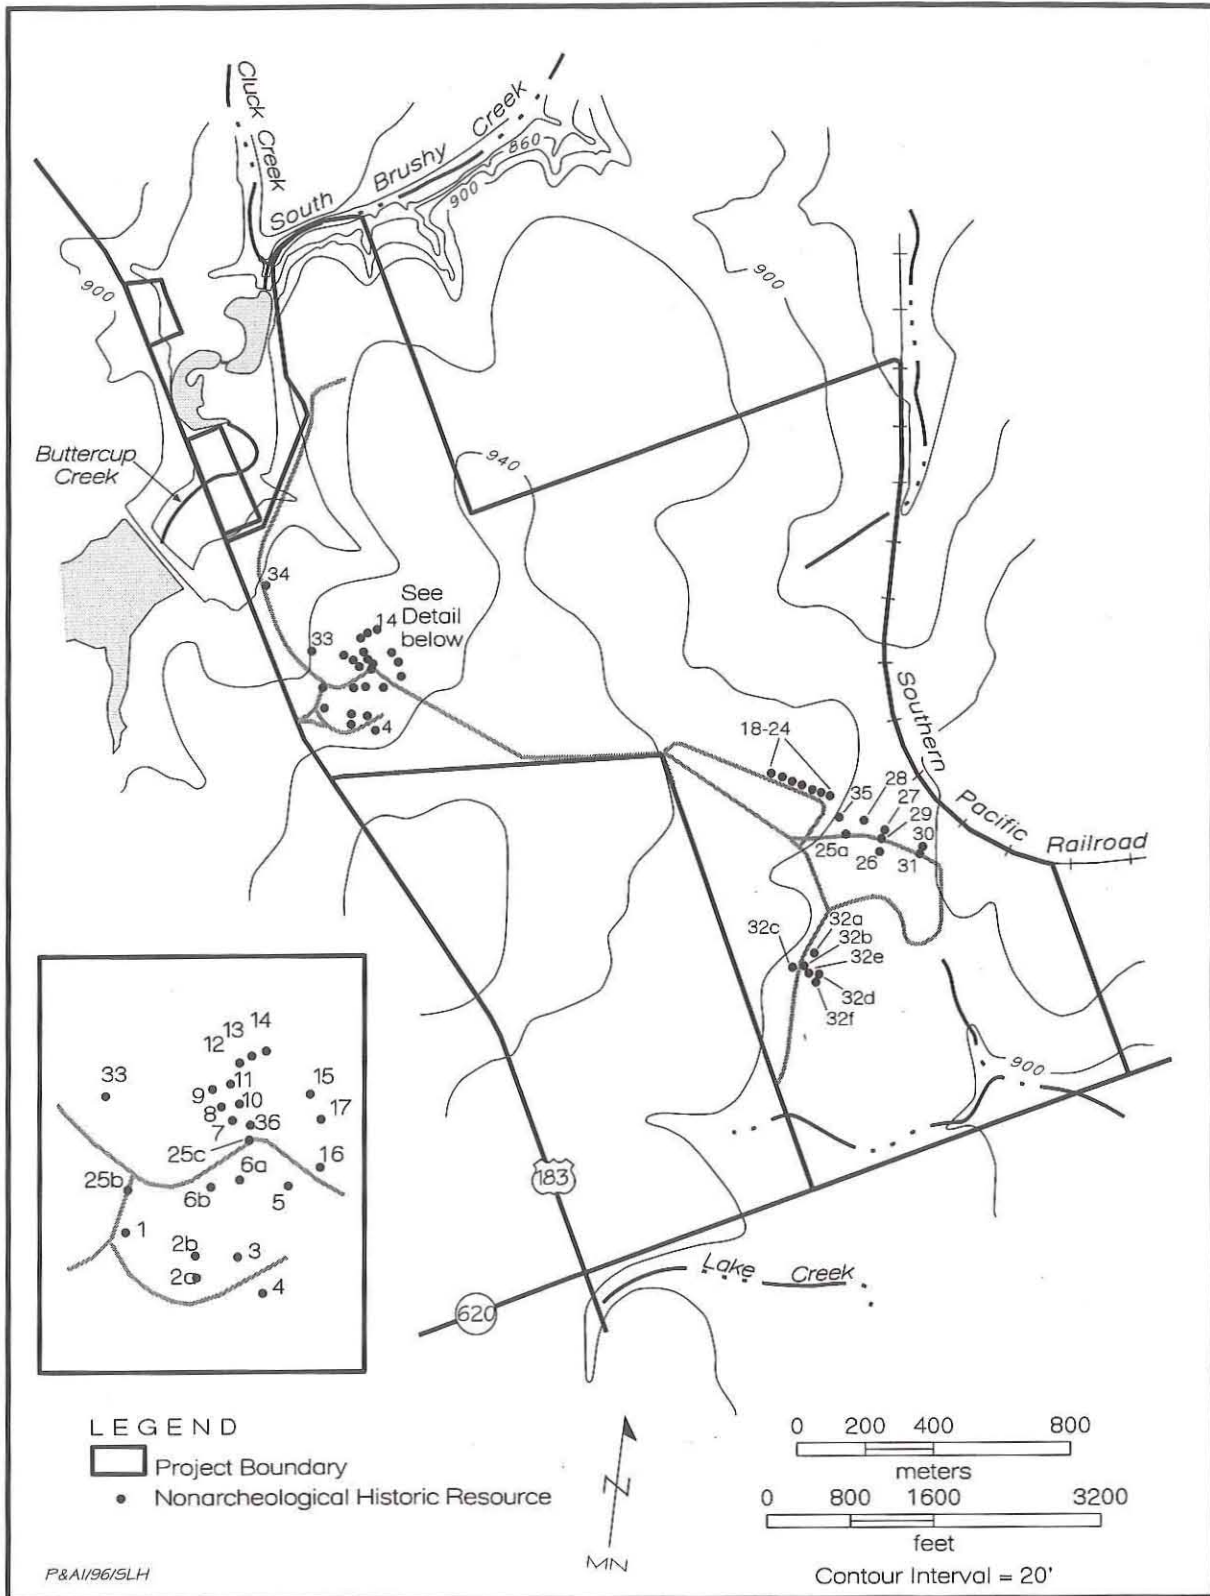 Cluck Creek
South Brushy Creek
860
900
900
900
Buttercup
Creek
940
34
See
Detail
below
14
33
4
18-24
Southern Pacific Railroad
35
28
27
29
30
25a
26
31
32a
32c
32b
32e
32d
32f
900
183
620
Lake Creek
14
13
12
33
11
15
9
10
8
17
7
36
25c
16
6a
25b
6b
5
1
2b
3
2a
4
LEGEND
Project Boundary
Nonarcheological Historic Resource
0 200 400 800
meters
0 800 1600 3200
feet
N
MN
Contour Interval = 20'
P&AI/96/SLH